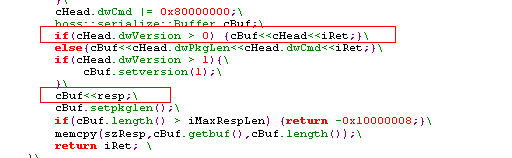 cHead.dwCmd |= 0x80000000;\
boss::serialize::Buffer cBuf;\
if(cHead.dwVersion > 0) {cBuf<<cHead<<iRet;}\
else{cBuf<<cHead.dwPkgLen<<cHead.dwCmd<<iRet;}\
if(cHead.dwVersion > 1){\
cBuf.setversion(1);\
}\
cBuf<<resp;\
cBuf.setpkglen();\
if(cBuf.length() > iMaxRespLen) {return -0x10000008;}\
memcpy(szResp,cBuf.getbuf(),cBuf.length());\
return iRet; \
}\